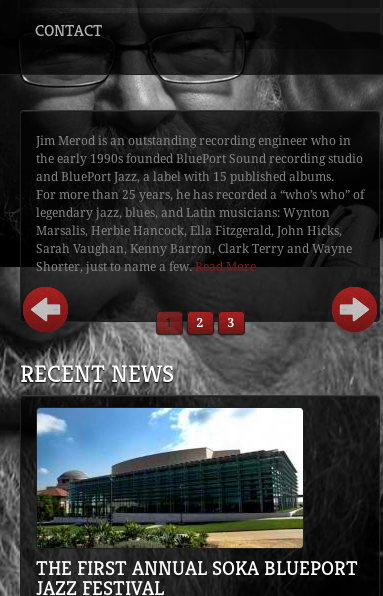 CONTACT
Jim Merod is an outstanding recording engineer who in
the early 1990s founded BluePort Sound recording studio
and BluePort Jazz, a label with 15 published albums.
For more than 25 years, he has recorded a “who’s who” of
legendary jazz, blues, and Latin musicians: Wynton
Marsalis, Herbie Hancock, Ella Fitzgerald, John Hicks,
Sarah Vaughan, Kenny Barron, Clark Terry and Wayne
Shorter, just to name a few. Read More
1 2 3
RECENT NEWS
THE FIRST ANNUAL SOKA BLUEPORT
JAZZ FESTIVAL